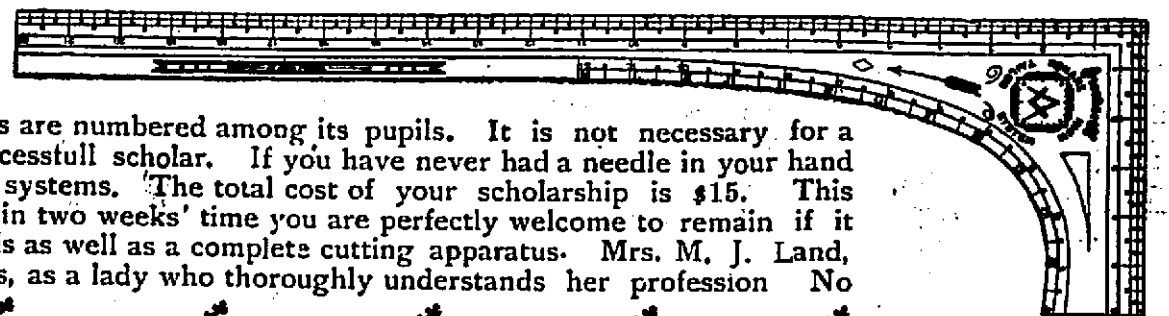 s are numbered among its pupils. It is not necessary for a
cessfull scholar. If you have never had a needle in your hand
systems. The total cost of your scholarship is $15. This
in two weeks' time you are perfectly welcome to remain if it
s as well as a complete cutting apparatus. Mrs. M. J. Land,
s, as a lady who thoroughly understands her profession No